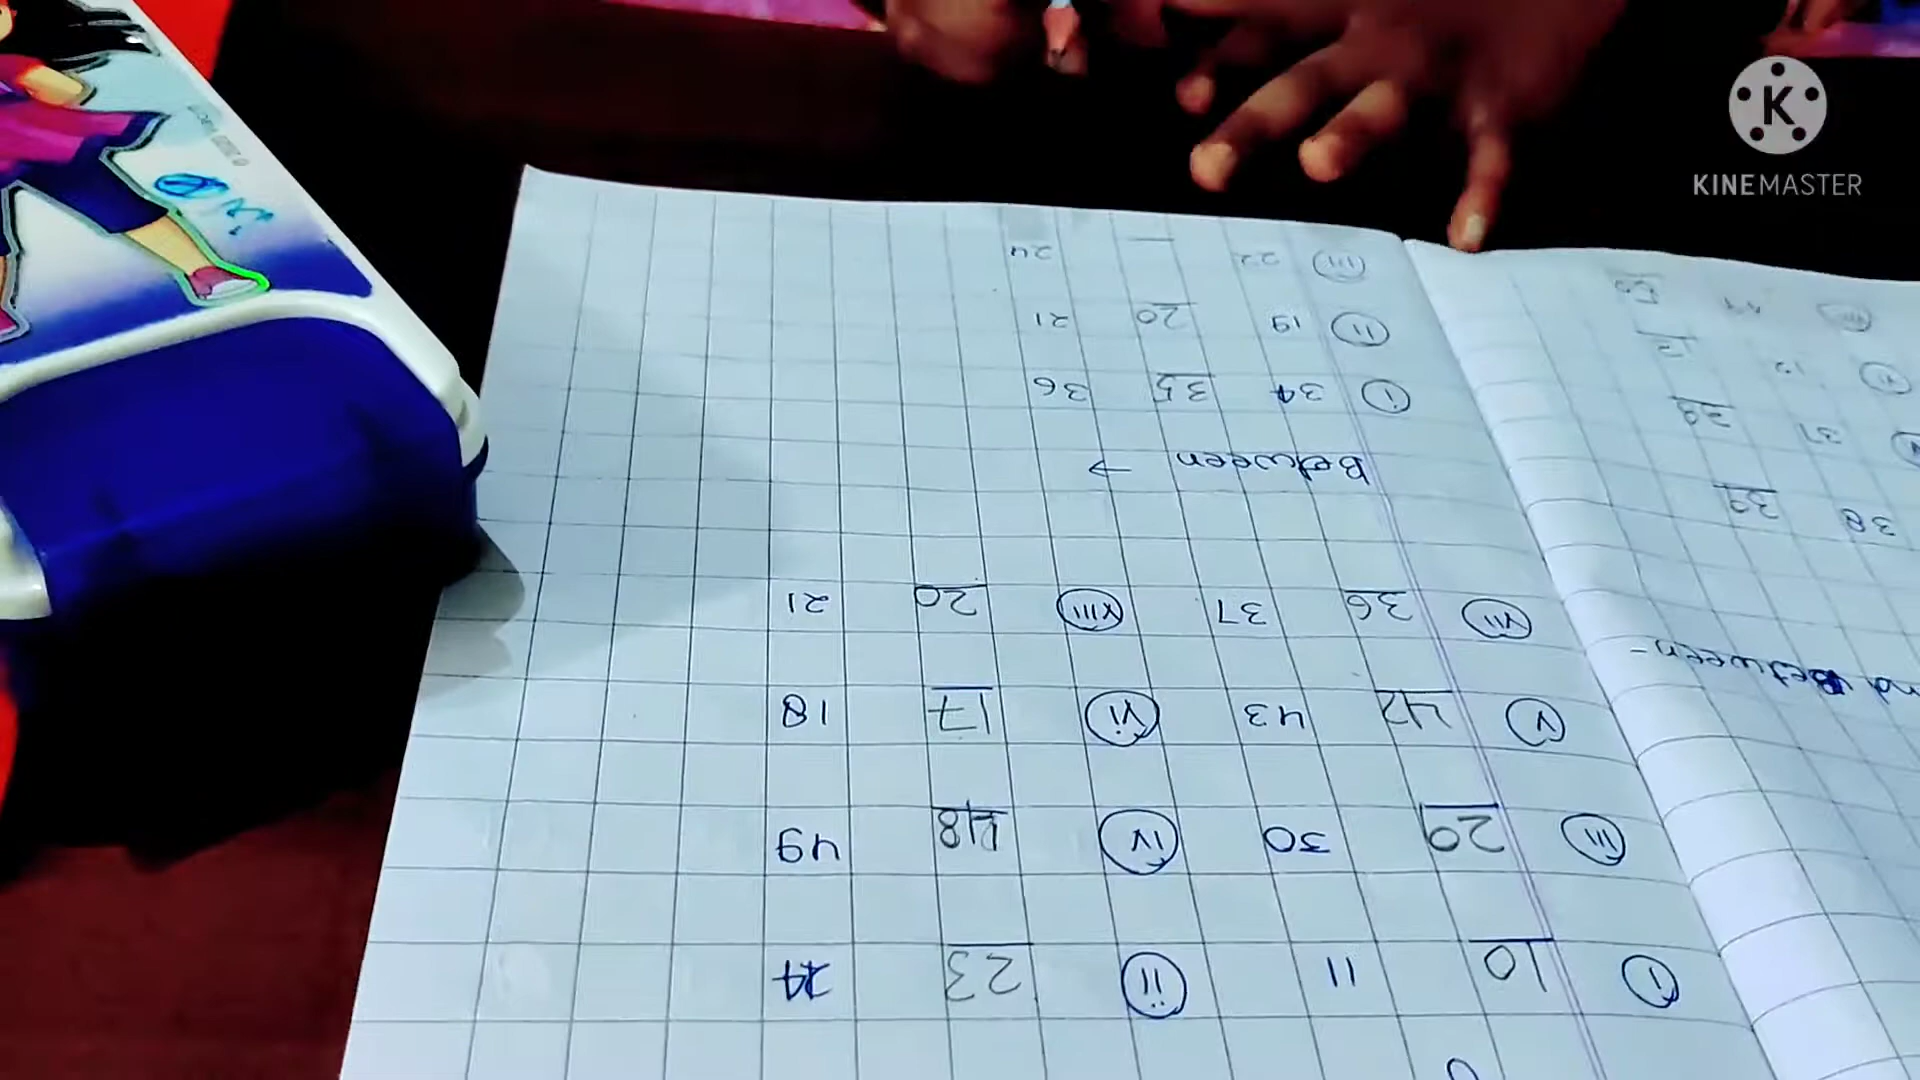 KINEMASTER
(i) 10 11 (ii) 23 24
(iii) 29 30 (iv) 48 49
(v) 42 43 (vi) 17 18
(vii) 36 37 (viii) 20 21
Between →
(i) 34 35 36
(ii) 19 20 21
(iii) 22 __ 24
Between -
38 39
37 38